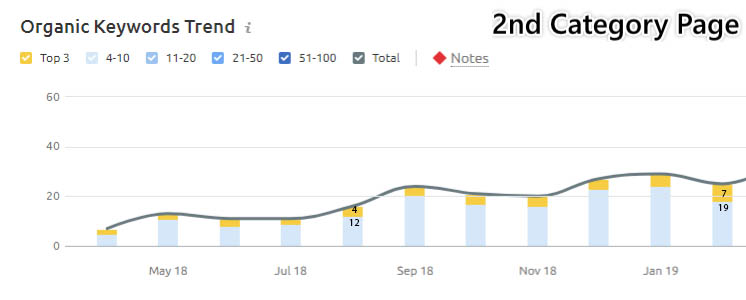 Organic Keywords Trend i
2nd Category Page
Top 3 4-10 11-20 21-50 51-100 Total Notes
60
40
20
0
4
12
7
19
May 18 Jul 18 Sep 18 Nov 18 Jan 19